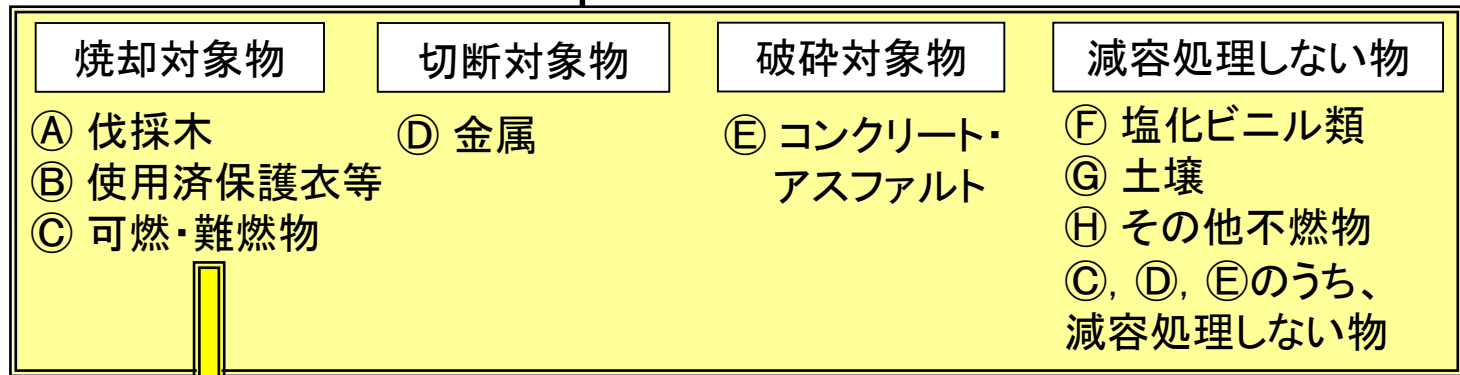 焼却対象物
Ⓐ 伐採木
Ⓑ 使用済保護衣等
Ⓒ 可燃・難燃物
切断対象物
Ⓓ 金属
破砕対象物
Ⓔ コンクリート・
アスファルト
減容処理しない物
Ⓕ 塩化ビニル類
Ⓖ 土壌
Ⓗ その他不燃物
Ⓒ, Ⓓ, Ⓔのうち、
減容処理しない物